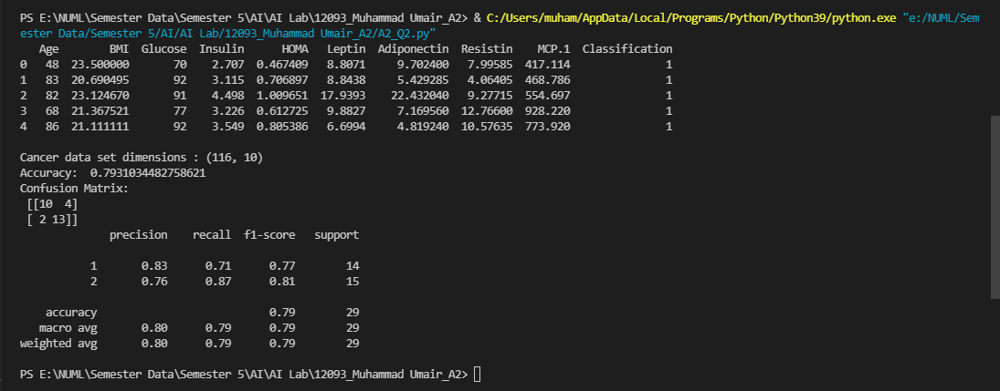 PS E:\NUML\Semester Data\Semester 5\AI\AI Lab\12093_Muhammad Umair_A2> & C:/Users/muham/AppData/Local/Programs/Python/Python39/python.exe "e:/NUML/Sem
ester Data/Semester 5/AI/AI Lab/12093_Muhammad Umair_A2/A2_Q2.py"
   Age        BMI  Glucose  Insulin      HOMA   Leptin  Adiponectin  Resistin    MCP.1  Classification
0   48  23.500000       70    2.707  0.467409   8.8071     9.702400   7.99585  417.114               1
1   83  20.690495       92    3.115  0.706897   8.8438     5.429285   4.06405  468.786               1
2   82  23.124670       91    4.498  1.009651  17.9393    22.432040   9.27715  554.697               1
3   68  21.367521       77    3.226  0.612725   9.8827     7.169560  12.76600  928.220               1
4   86  21.111111       92    3.549  0.805386   6.6994     4.819240  10.57635  773.920               1
Cancer data set dimensions : (116, 10)
Accuracy:  0.7931034482758621
Confusion Matrix:
 [[10  4]
 [ 2 13]]
              precision    recall  f1-score   support
           1       0.83      0.71      0.77        14
           2       0.76      0.87      0.81        15
    accuracy                           0.79        29
   macro avg       0.80      0.79      0.79        29
weighted avg       0.80      0.79      0.79        29
PS E:\NUML\Semester Data\Semester 5\AI\AI Lab\12093_Muhammad Umair_A2>